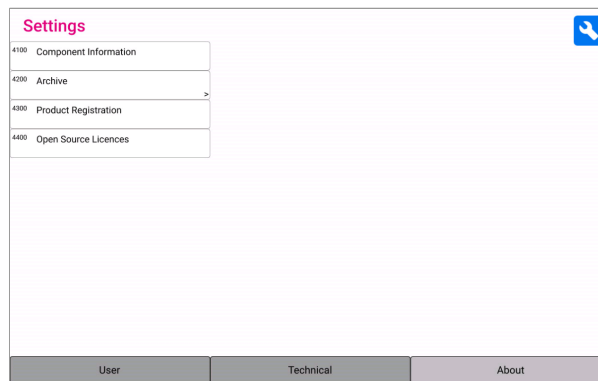 Settings
4100 Component Information
4200 Archive
>
4300 Product Registration
4400 Open Source Licences
User Technical About